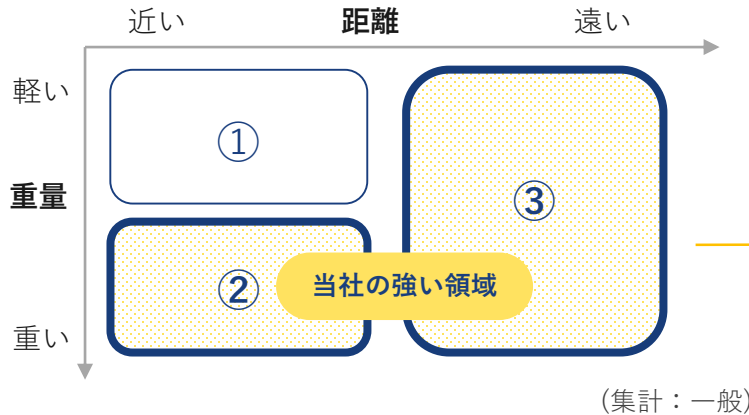 近い 距離 遠い
軽い
①
重量
③
②
当社の強い領域
重い
(集計：一般)